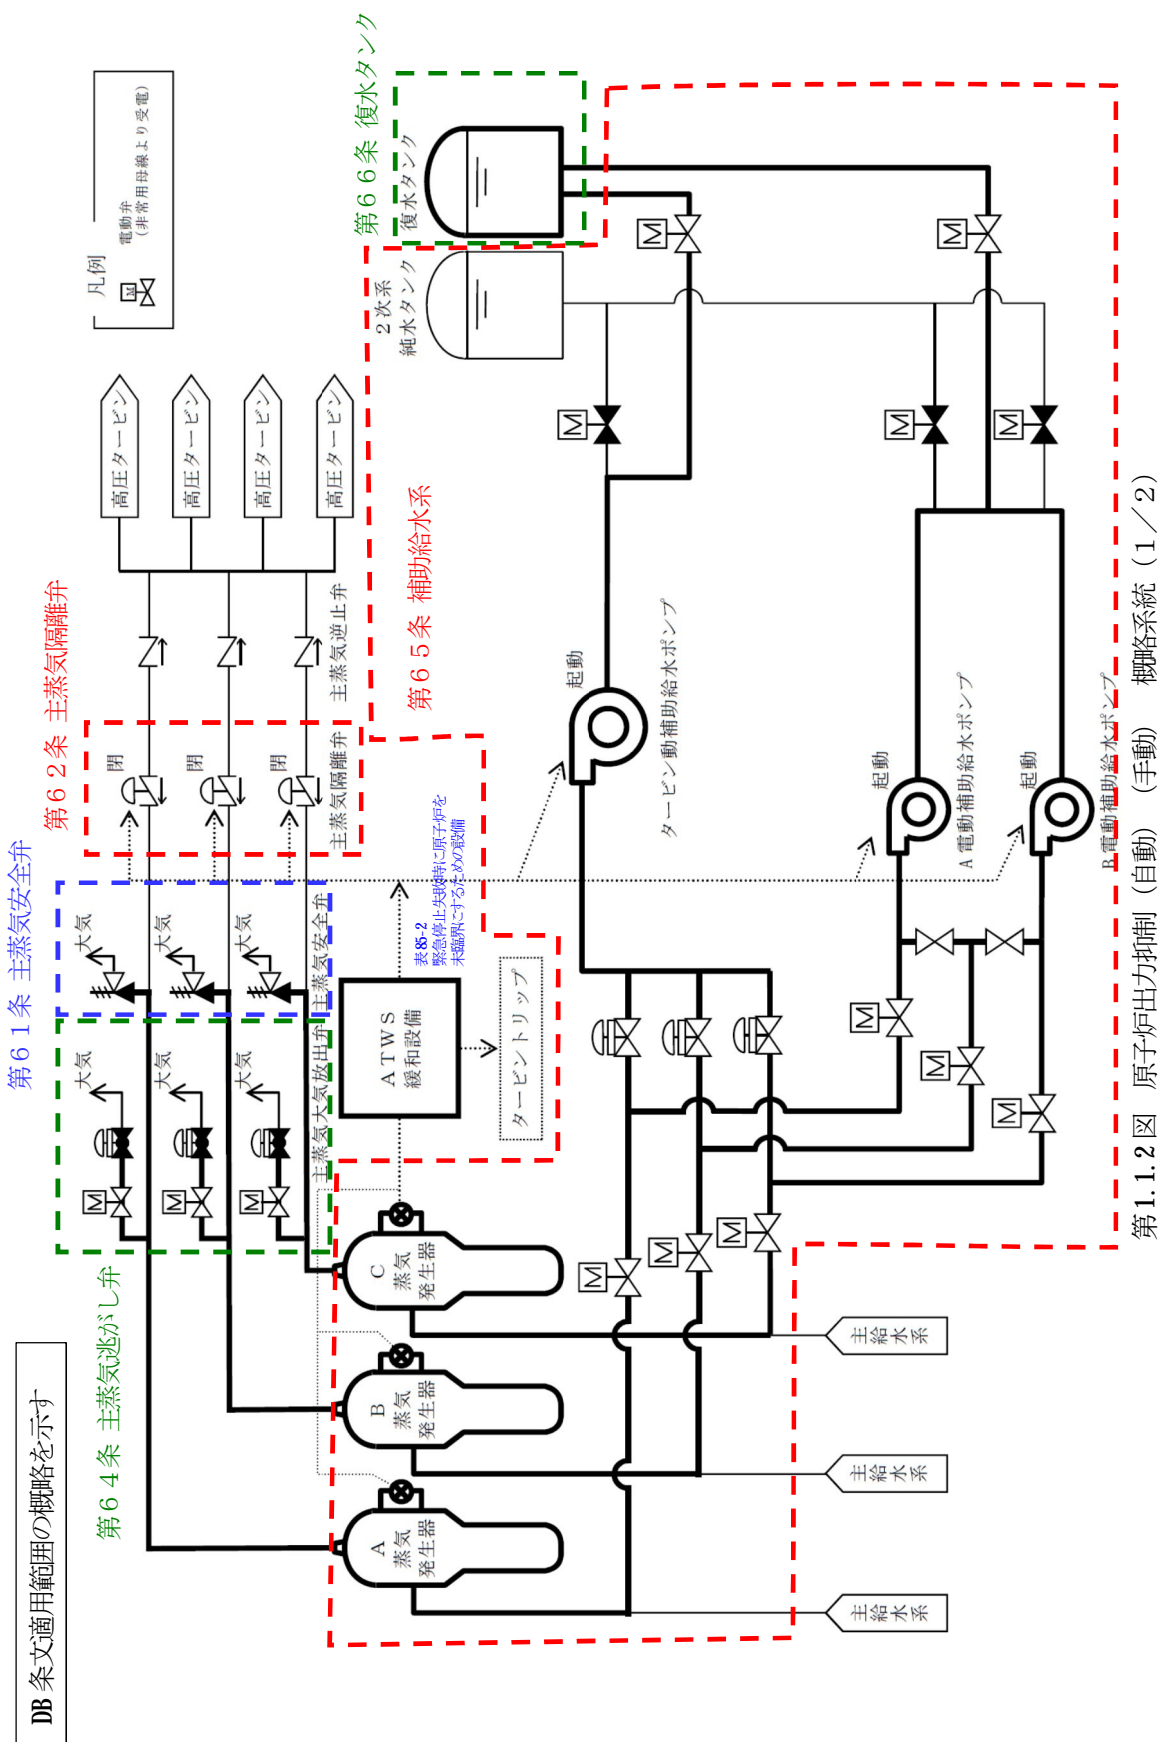 DB 条文適用範囲の概略を示す
第６４条 主蒸気逃がし弁
第６１条 主蒸気安全弁
第６２条 主蒸気隔離弁
第６５条 補助給水系
第６６条 復水タンク
凡例
M
電動弁
（非常用母線より受電）
高圧タービン
高圧タービン
高圧タービン
高圧タービン
大気
大気
大気
M
M
M
主蒸気大気放出弁
大気
大気
大気
主蒸気安全弁
閉
閉
閉
主蒸気隔離弁
主蒸気逆止弁
２次系
純水タンク
復水タンク
ATWS
緩和設備
表85-2
緊急停止失敗時に原子炉を
未臨界にするための設備
タービントリップ
A
蒸気
発生器
B
蒸気
発生器
C
蒸気
発生器
起動
タービン動補助給水ポンプ
起動
A電動補助給水ポンプ
起動
B電動補助給水ポンプ
M
M
M
M
M
M
M
M
M
M
M
主給水系
主給水系
主給水系
第1.1.2図　原子炉出力抑制（自動）　（手動）　概略系統（１／２）